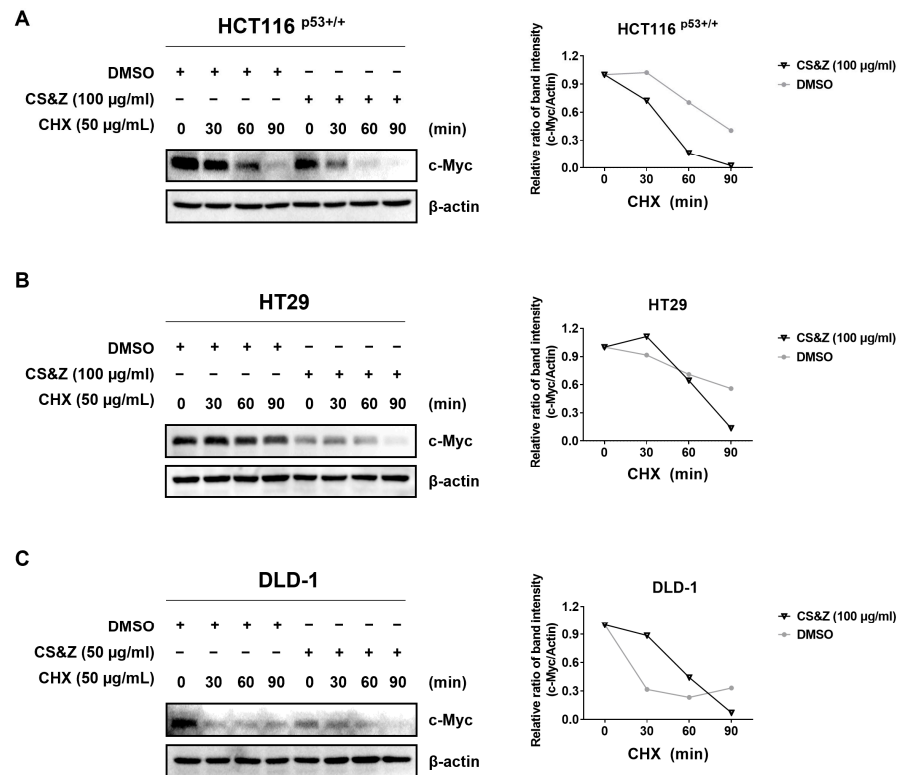 A
HCT116 p53+/+
DMSO + + + + − − − −
CS&Z (100 µg/ml) − − − − + + + +
CHX (50 µg/mL) 0 30 60 90 0 30 60 90 (min)
c-Myc
β-actin
HCT116 p53+/+
Relative ratio of band intensity
(c-Myc/Actin)
1.2
0.9
0.6
0.3
0.0
0 30 60 90
CHX (min)
CS&Z (100 µg/ml)
DMSO
B
HT29
DMSO + + + + − − − −
CS&Z (100 µg/ml) − − − − + + + +
CHX (50 µg/mL) 0 30 60 90 0 30 60 90 (min)
c-Myc
β-actin
HT29
Relative ratio of band intensity
(c-Myc/Actin)
1.2
0.9
0.6
0.3
0.0
0 30 60 90
CHX (min)
CS&Z (100 µg/ml)
DMSO
C
DLD-1
DMSO + + + + − − − −
CS&Z (50 µg/ml) − − − − + + + +
CHX (50 µg/mL) 0 30 60 90 0 30 60 90 (min)
c-Myc
β-actin
DLD-1
Relative ratio of band intensity
(c-Myc/Actin)
1.2
0.9
0.6
0.3
0.0
0 30 60 90
CHX (min)
CS&Z (100 µg/ml)
DMSO